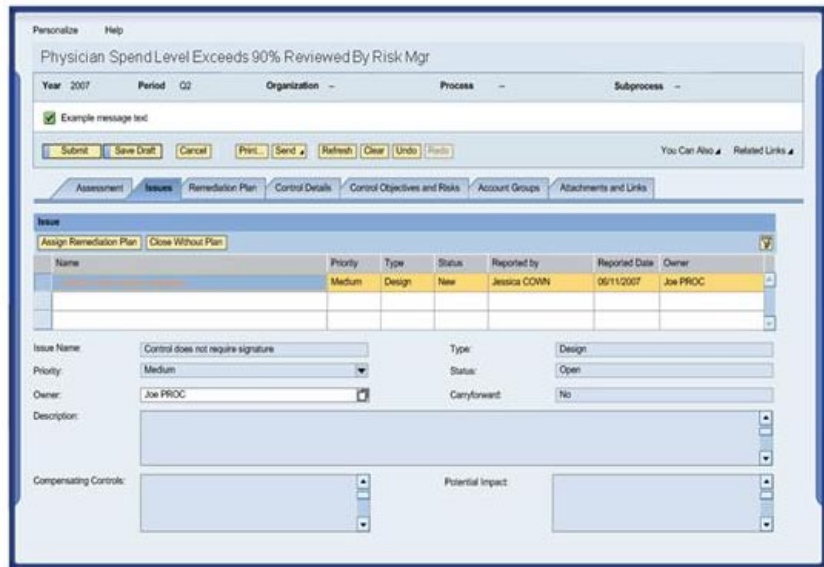 Personalize Help
Physician Spend Level Exceeds 90% Reviewed By Risk Mgr
Year 2007 Period Q2 Organization – Process – Subprocess –
Example message text
Submit Save Draft Cancel Print... Send Refresh Clear Undo Redo You Can Also Related Links
Assessment Issues Remediation Plan Control Details Control Objectives and Risks Account Groups Attachments and Links
Issue
Assign Remediation Plan Close Without Plan
Name Priority Type Status Reported by Reported Date Owner
Medium Design New Jessica COWN 06/11/2007 Joe PROC
Issue Name: Control does not require signature Type: Design
Priority: Medium Status: Open
Owner: Joe PROC Carryforward: No
Description:
Compensating Controls: Potential Impact: